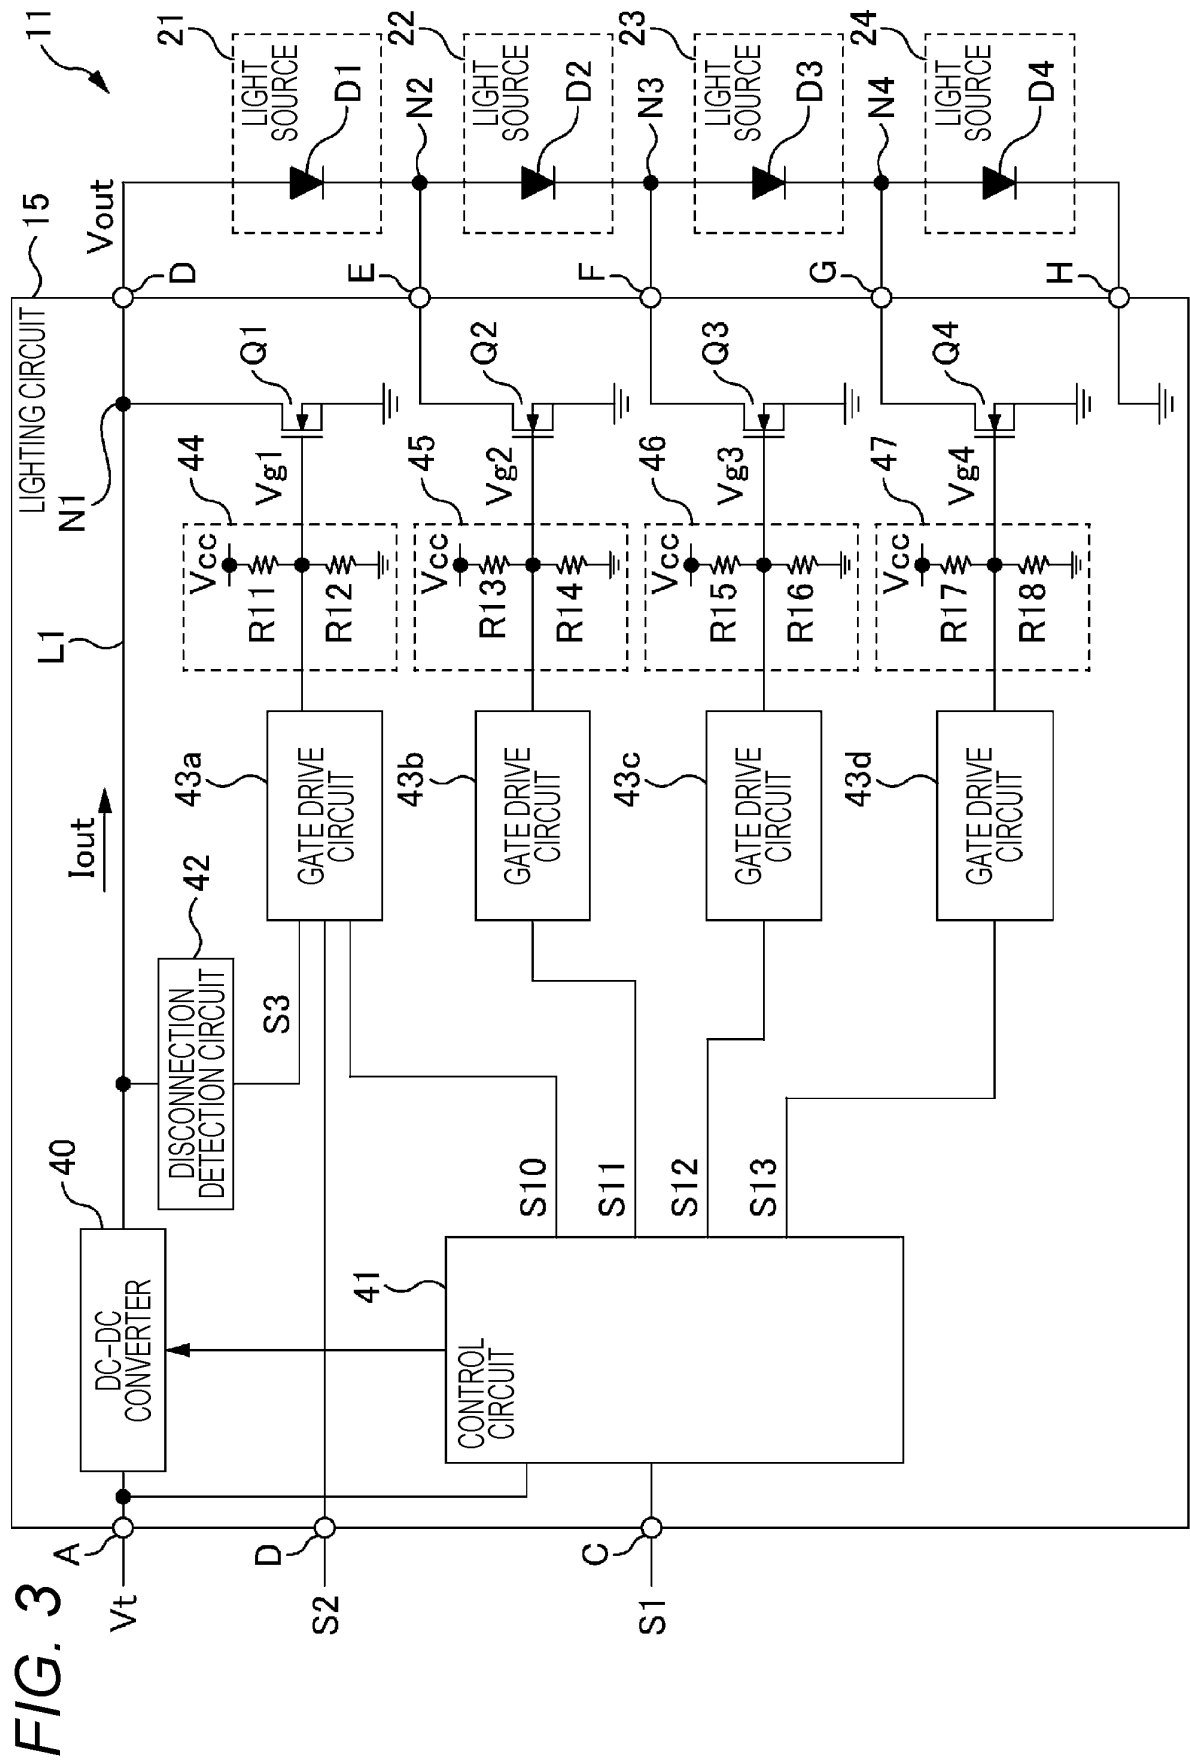 FIG. 3
11
LIGHTING CIRCUIT
15
Vt
A
40
DC-DC
CONVERTER
Iout
L1
N1
D
Vout
42
DISCONNECTION
DETECTION CIRCUIT
S3
S2
D
43a
GATE DRIVE
CIRCUIT
44
Vcc
R11
R12
Vg1
Q1
21
LIGHT
SOURCE
D1
N2
E
S1
C
41
CONTROL
CIRCUIT
S10
S11
S12
S13
43b
GATE DRIVE
CIRCUIT
45
Vcc
R13
R14
Vg2
Q2
22
LIGHT
SOURCE
D2
N3
F
43c
GATE DRIVE
CIRCUIT
46
Vcc
R15
R16
Vg3
Q3
23
LIGHT
SOURCE
D3
N4
G
43d
GATE DRIVE
CIRCUIT
47
Vcc
R17
R18
Vg4
Q4
24
LIGHT
SOURCE
D4
H